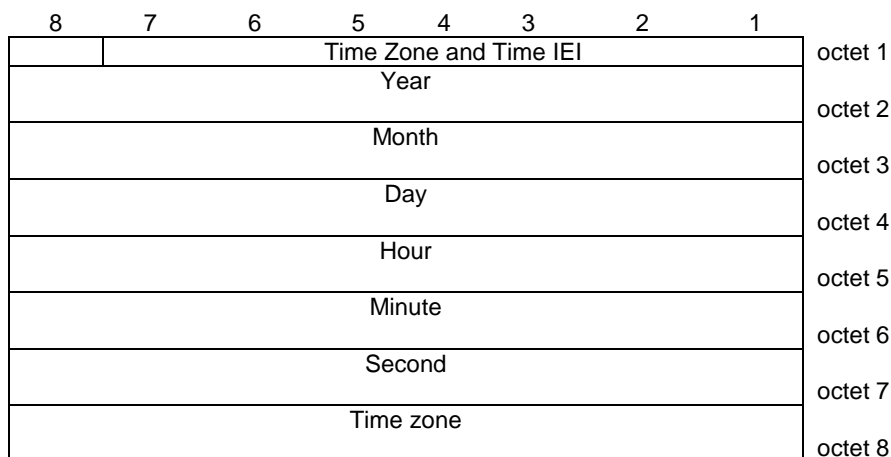 8 7 6 5 4 3 2 1
Time Zone and Time IEI octet 1
Year
octet 2
Month
octet 3
Day
octet 4
Hour
octet 5
Minute
octet 6
Second
octet 7
Time zone
octet 8